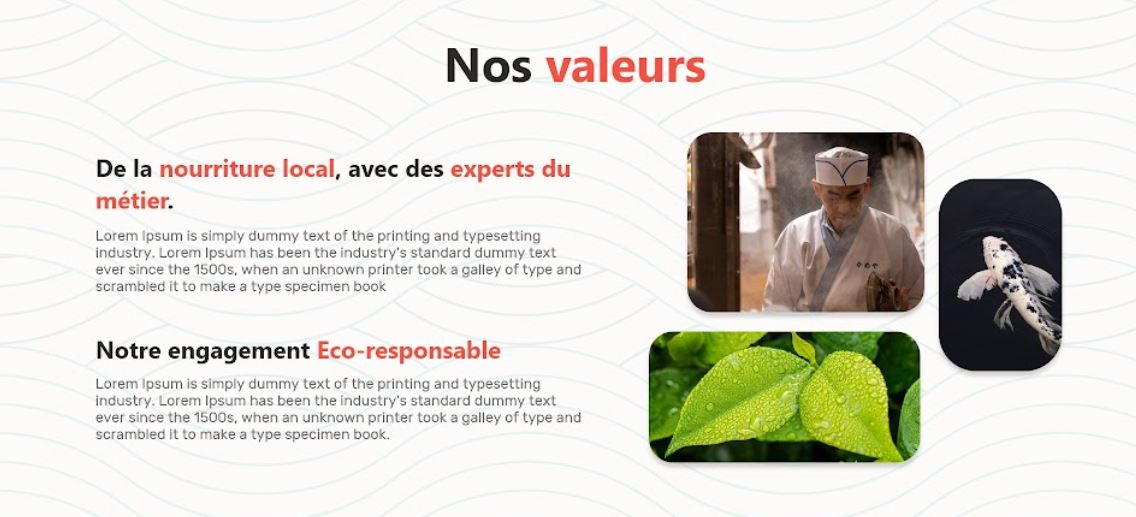 Nos valeurs
De la nourriture local, avec des experts du
métier.
Lorem Ipsum is simply dummy text of the printing and typesetting
industry. Lorem Ipsum has been the industry's standard dummy text
ever since the 1500s, when an unknown printer took a galley of type and
scrambled it to make a type specimen book
Notre engagement Eco-responsable
Lorem Ipsum is simply dummy text of the printing and typesetting
industry. Lorem Ipsum has been the industry's standard dummy text
ever since the 1500s, when an unknown printer took a galley of type and
scrambled it to make a type specimen book.